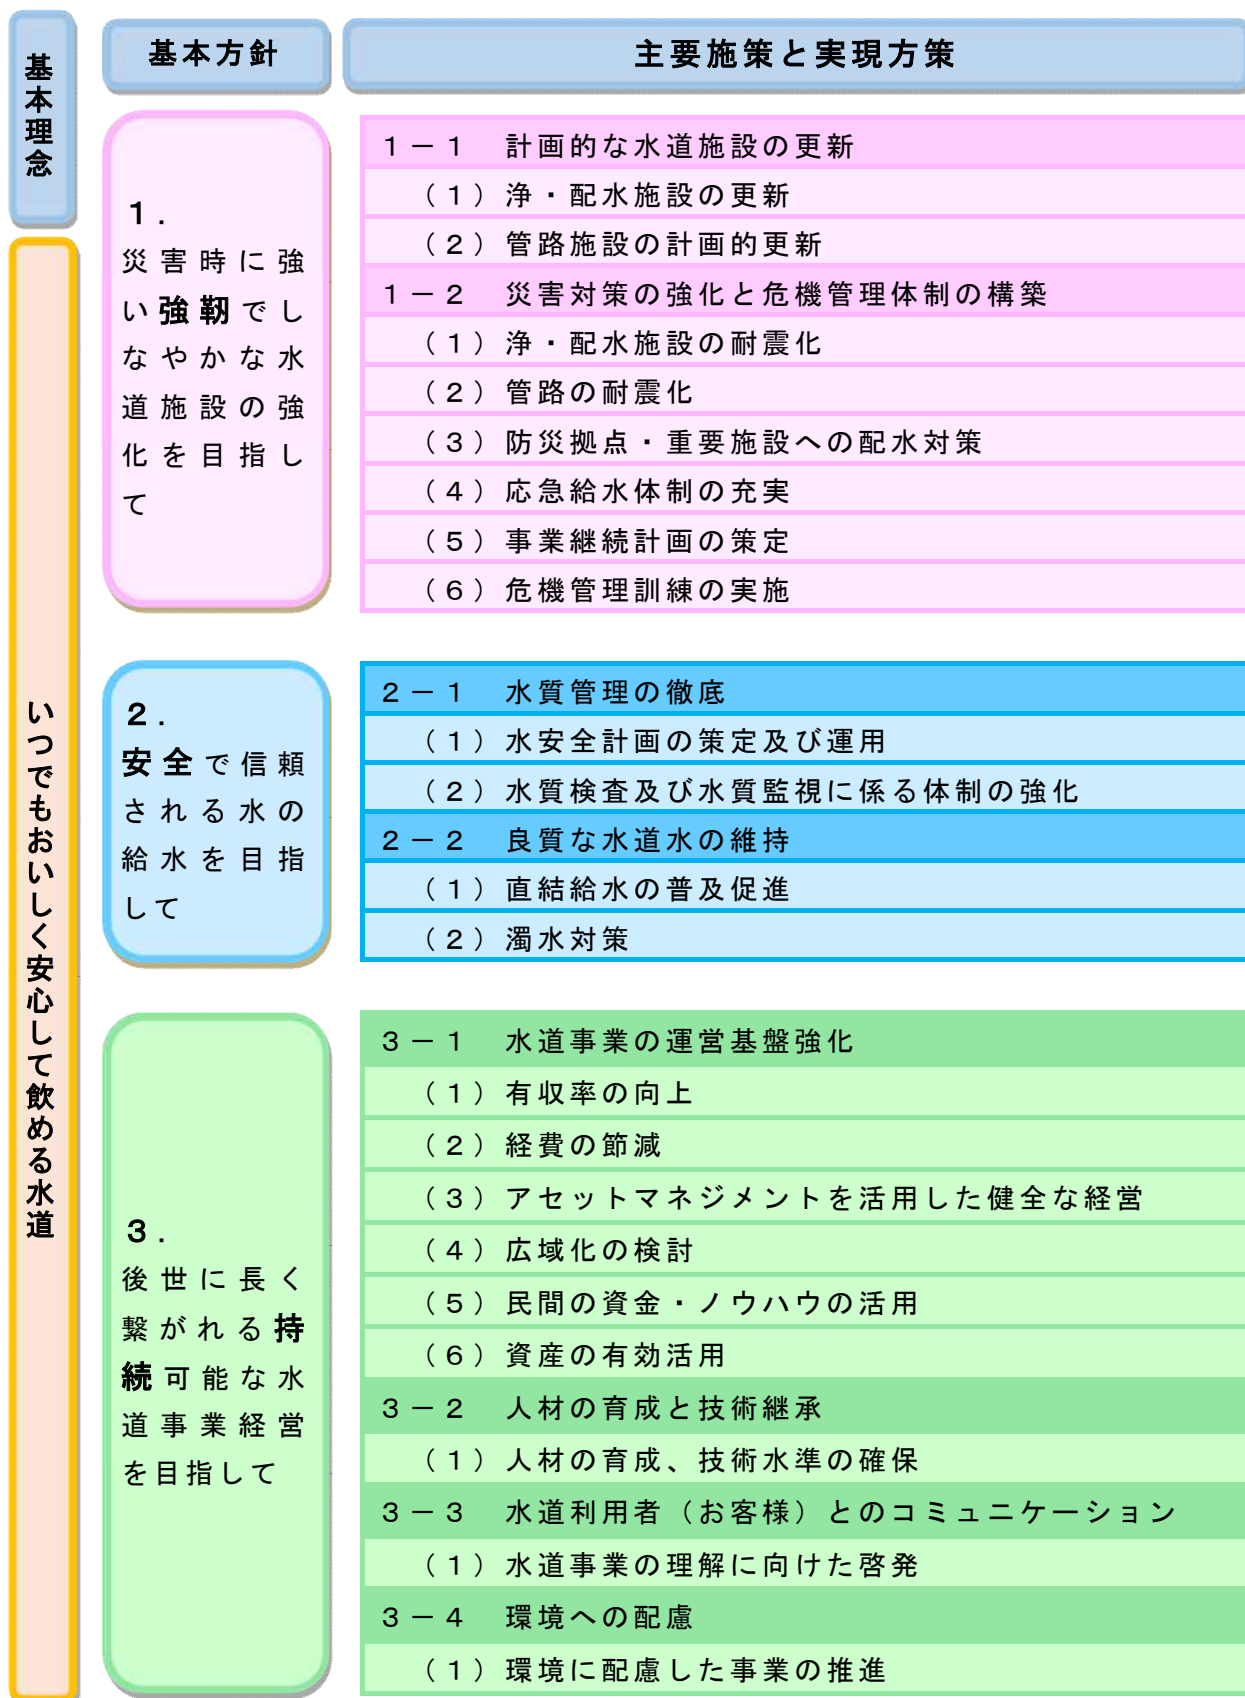 基本理念
いつでもおいしく安心して飲める水道
基本方針
主要施策と実現方策
１．
災害時に強
い強靭でし
なやかな水
道施設の強
化を目指し
て
１－１　計画的な水道施設の更新
（１）浄・配水施設の更新
（２）管路施設の計画的更新
１－２　災害対策の強化と危機管理体制の構築
（１）浄・配水施設の耐震化
（２）管路の耐震化
（３）防災拠点・重要施設への配水対策
（４）応急給水体制の充実
（５）事業継続計画の策定
（６）危機管理訓練の実施
２．
安全で信頼
される水の
給水を目指
して
２－１　水質管理の徹底
（１）水安全計画の策定及び運用
（２）水質検査及び水質監視に係る体制の強化
２－２　良質な水道水の維持
（１）直結給水の普及促進
（２）濁水対策
３．
後世に長く
繋がれる持
続可能な水
道事業経営
を目指して
３－１　水道事業の運営基盤強化
（１）有収率の向上
（２）経費の節減
（３）アセットマネジメントを活用した健全な経営
（４）広域化の検討
（５）民間の資金・ノウハウの活用
（６）資産の有効活用
３－２　人材の育成と技術継承
（１）人材の育成、技術水準の確保
３－３　水道利用者（お客様）とのコミュニケーション
（１）水道事業の理解に向けた啓発
３－４　環境への配慮
（１）環境に配慮した事業の推進